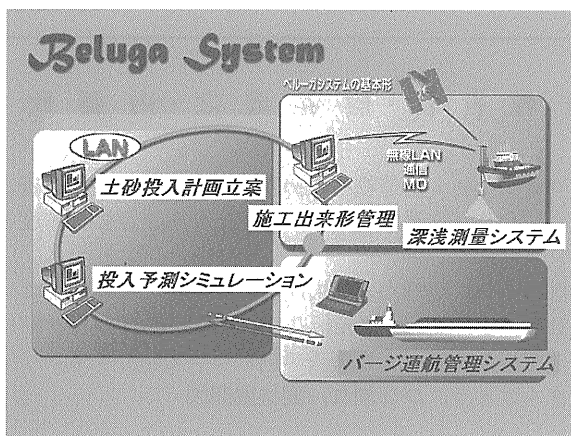 Beluga System
ベルーガシステムの基本形
LAN
土砂投入計画立案
無線LAN
通信
MO
施工出来形管理
深浅測量システム
投入予測シミュレーション
バージ運航管理システム